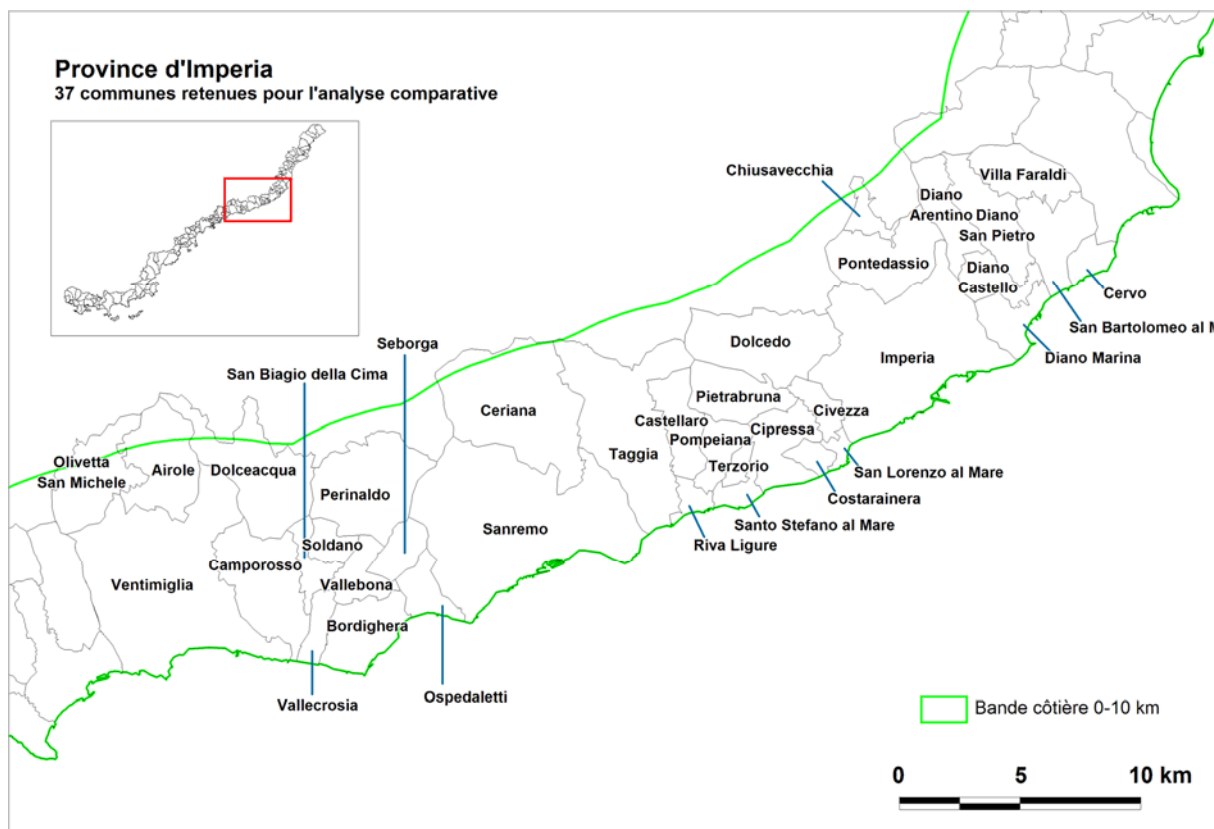 Province d'Imperia
37 communes retenues pour l'analyse comparative
Chiusavecchia
Villa Faraldi
Diano
Arentino
Diano
San Pietro
Pontedassio
Diano
Castello
Cervo
San Bartolomeo al M
Diano Marina
Seborga
San Biagio della Cima
Dolcedo
Imperia
Ceriana
Pietrabruna
Civezza
Castellaro
Cipressa
Pompeiana
Taggia
Terzorio
San Lorenzo al Mare
Costarainera
Santo Stefano al Mare
Riva Ligure
Olivetta
San Michele
Airole
Dolceacqua
Perinaldo
Sanremo
Soldano
Camporosso
Ventimiglia
Vallebona
Bordighera
Vallecrosia
Ospedaletti
Bande côtière 0-10 km
0 5 10 km